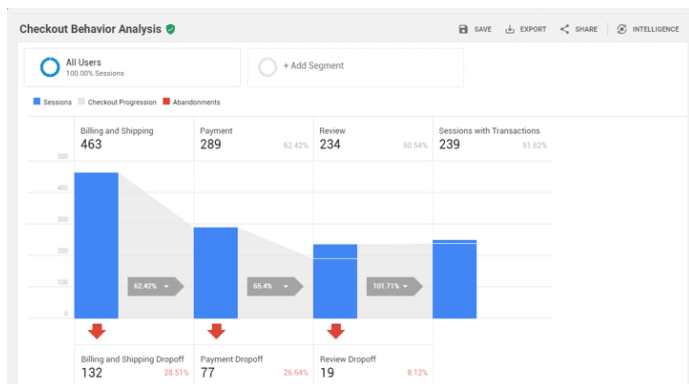 Checkout Behavior Analysis
SAVE EXPORT SHARE INTELLIGENCE
All Users
100.00% Sessions
+ Add Segment
Sessions Checkout Progression Abandonments
Billing and Shipping Payment Review Sessions with Transactions
463 289 62.42% 234 50.54% 239 51.62%
500
400
300
200
100
0
62.42% 65.4% 101.71%
Billing and Shipping Dropoff Payment Dropoff Review Dropoff
132 28.51% 77 26.64% 19 8.12%